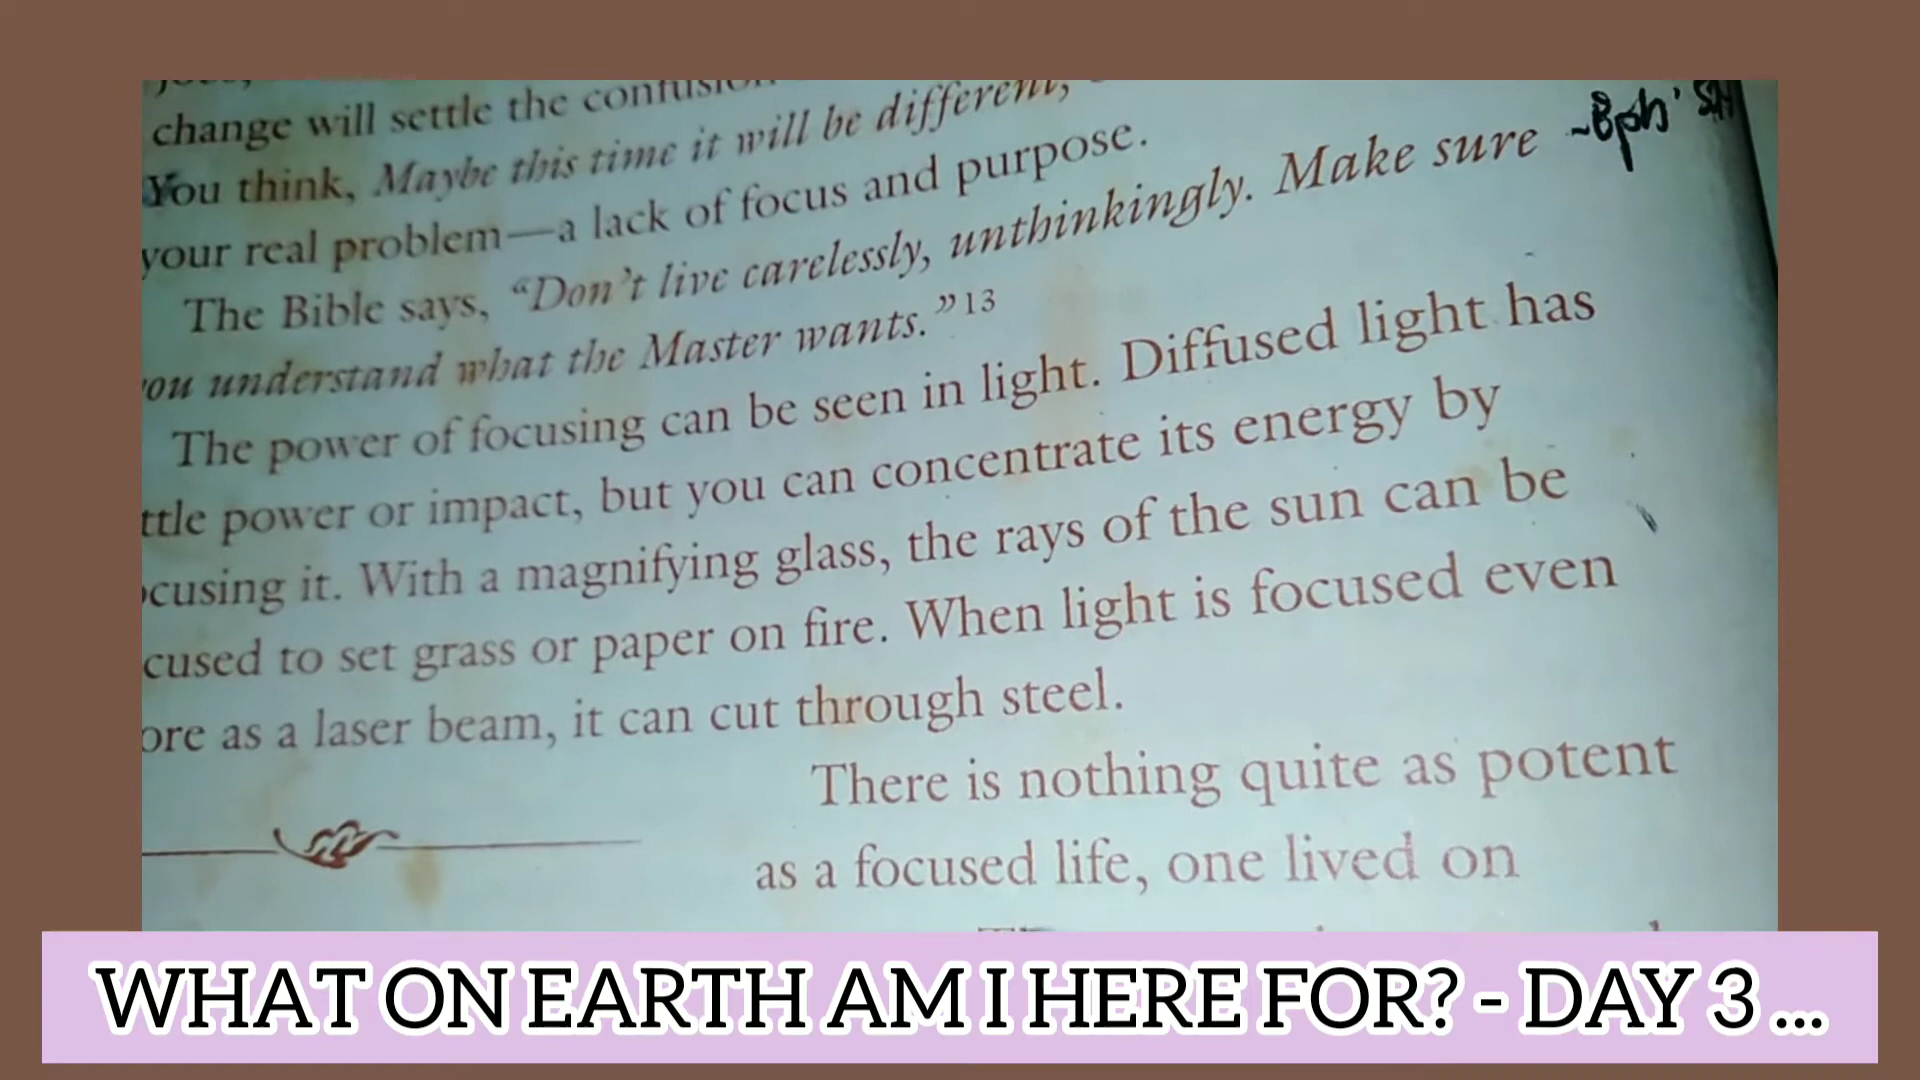 change will settle the confusion
You think, Maybe this time it will be different,
your real problem—a lack of focus and purpose.
The Bible says, “Don’t live carelessly, unthinkingly. Make sure
ou understand what the Master wants.”13
The power of focusing can be seen in light. Diffused light has
ttle power or impact, but you can concentrate its energy by
cusing it. With a magnifying glass, the rays of the sun can be
cused to set grass or paper on fire. When light is focused even
ore as a laser beam, it can cut through steel.
There is nothing quite as potent
as a focused life, one lived on
WHAT ON EARTH AM I HERE FOR? - DAY 3 ...